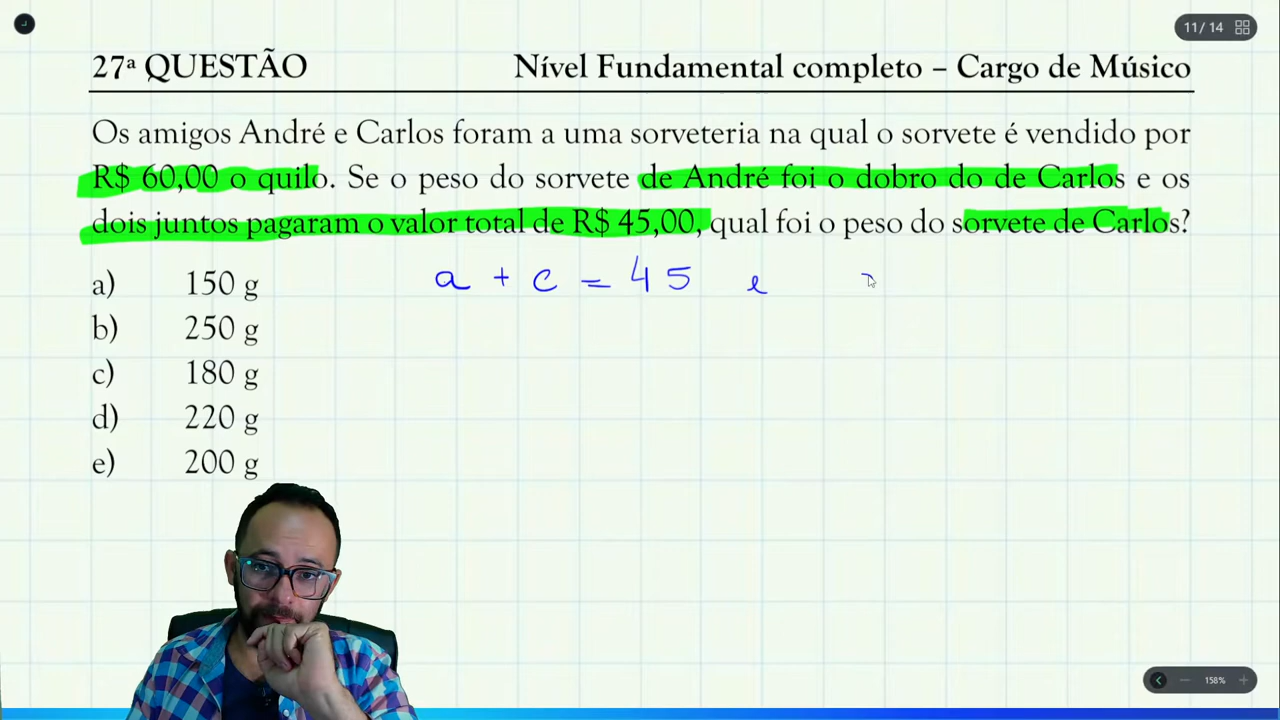 11/ 14
27ª QUESTÃO Nível Fundamental completo – Cargo de Músico
Os amigos André e Carlos foram a uma sorveteria na qual o sorvete é vendido por
R$ 60,00 o quilo. Se o peso do sorvete de André foi o dobro do de Carlos e os
dois juntos pagaram o valor total de R$ 45,00, qual foi o peso do sorvete de Carlos?
a) 150 g
b) 250 g
c) 180 g
d) 220 g
e) 200 g
a + c = 45 e
158%